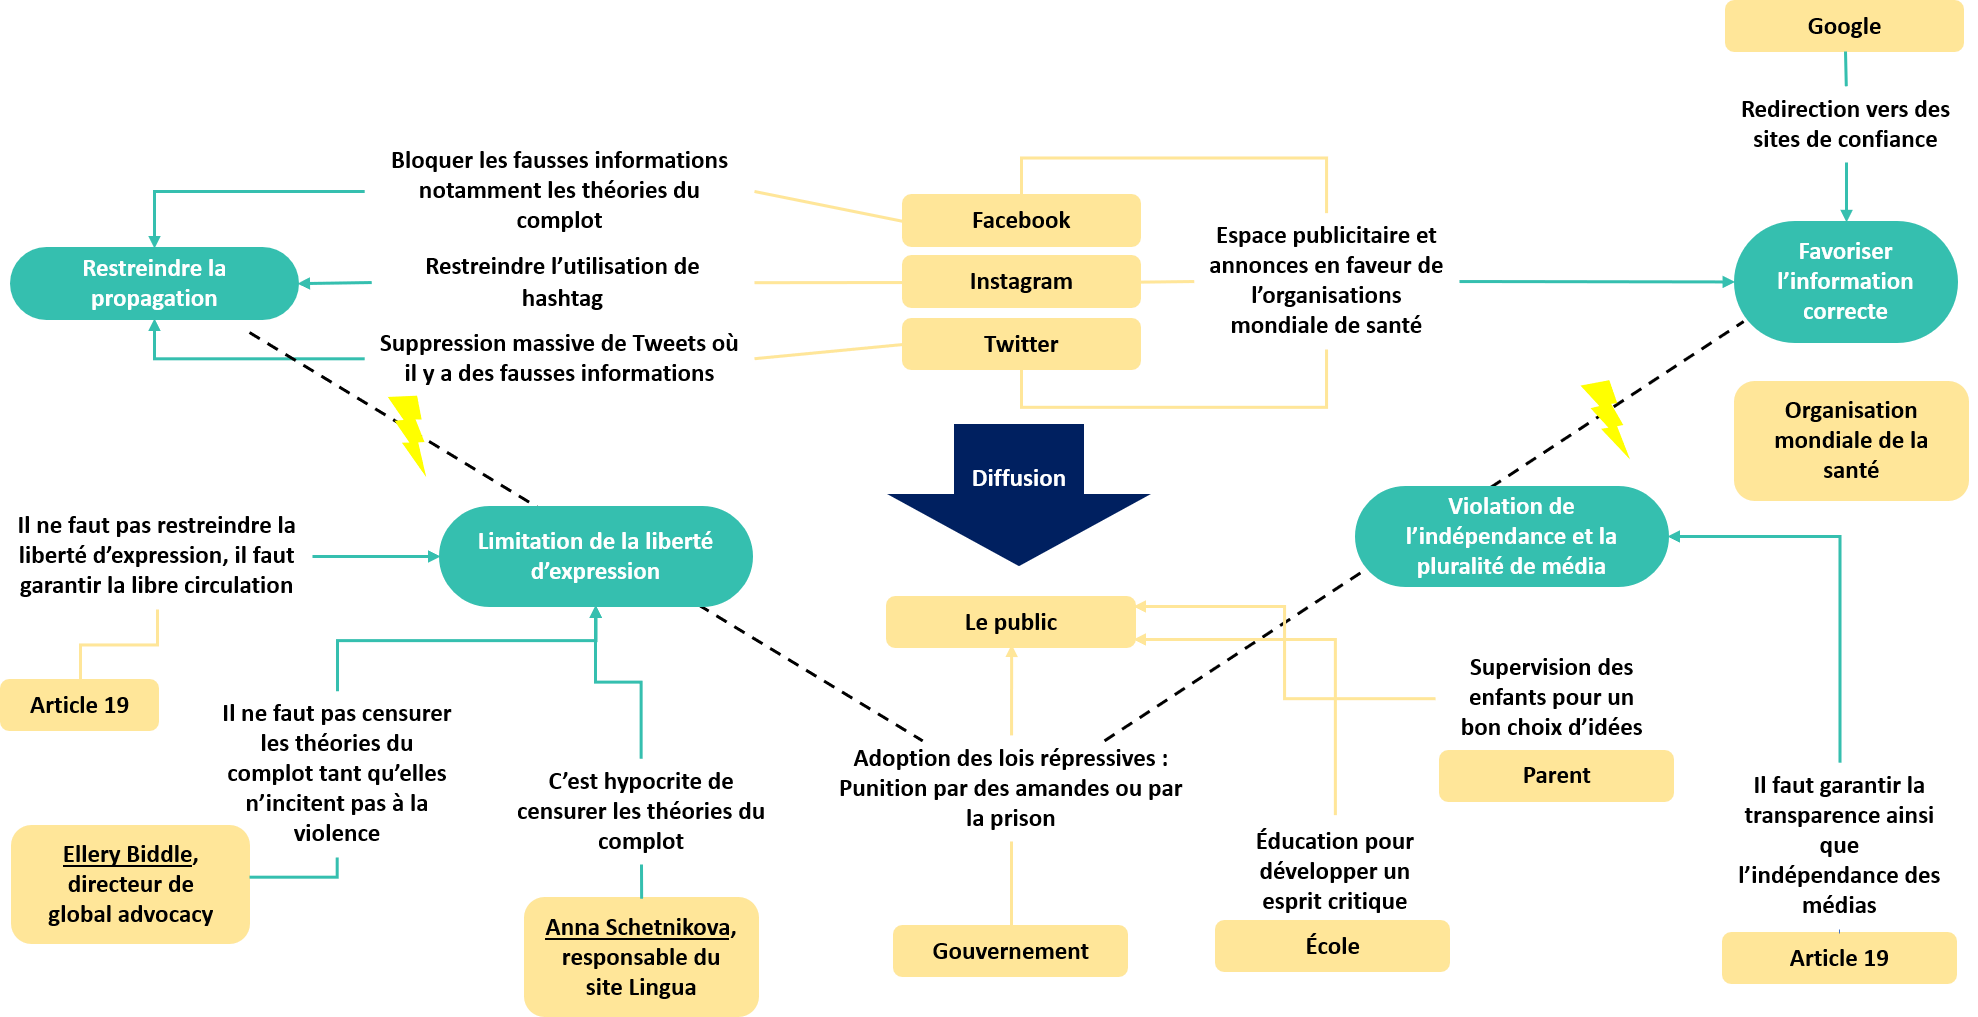 Google
Redirection vers des
sites de confiance
Bloquer les fausses informations
notamment les théories du
complot
Facebook
Espace publicitaire et
annonces en faveur de
l’organisations
mondiale de santé
Favoriser
l’information
correcte
Restreindre la
propagation
Restreindre l’utilisation de
hashtag
Instagram
Suppression massive de Tweets où
il y a des fausses informations
Twitter
Organisation
mondiale de la
santé
Diffusion
Il ne faut pas restreindre la
liberté d’expression, il faut
garantir la libre circulation
Limitation de la liberté
d’expression
Violation de
l’indépendance et la
pluralité de média
Le public
Article 19
Il ne faut pas censurer
les théories du
complot tant qu’elles
n’incitent pas à la
violence
Supervision des
enfants pour un
bon choix d’idées
Parent
C’est hypocrite de
censurer les théories du
complot
Adoption des lois répressives :
Punition par des amandes ou par
la prison
Il faut garantir la
transparence ainsi
que
l’indépendance des
médias
Éducation pour
développer un
esprit critique
Ellery Biddle,
directeur de
global advocacy
Anna Schetnikova,
responsable du
site Lingua
Gouvernement
École
Article 19